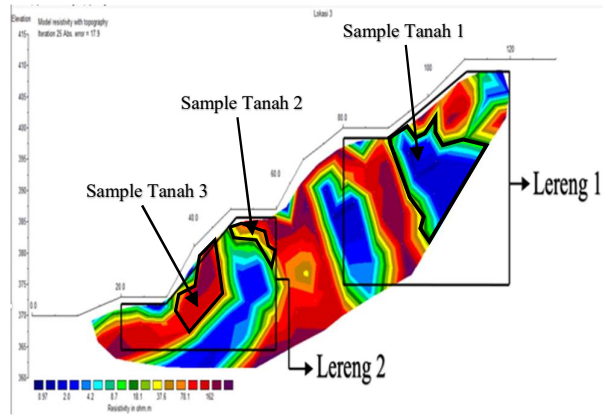 Elevation
Model resistivity with topography
Lokasi 3
Iteration 25 Abs. error = 17.9
415
410
405
400
395
390
385
380
375
370
365
360
0.0
20.0
40.0
60.0
80.0
100
120
Sample Tanah 1
Sample Tanah 2
Sample Tanah 3
Lereng 1
Lereng 2
0.97 2.0 4.2 8.7 18.1 37.6 78.1 162
Resistivity in ohm.m